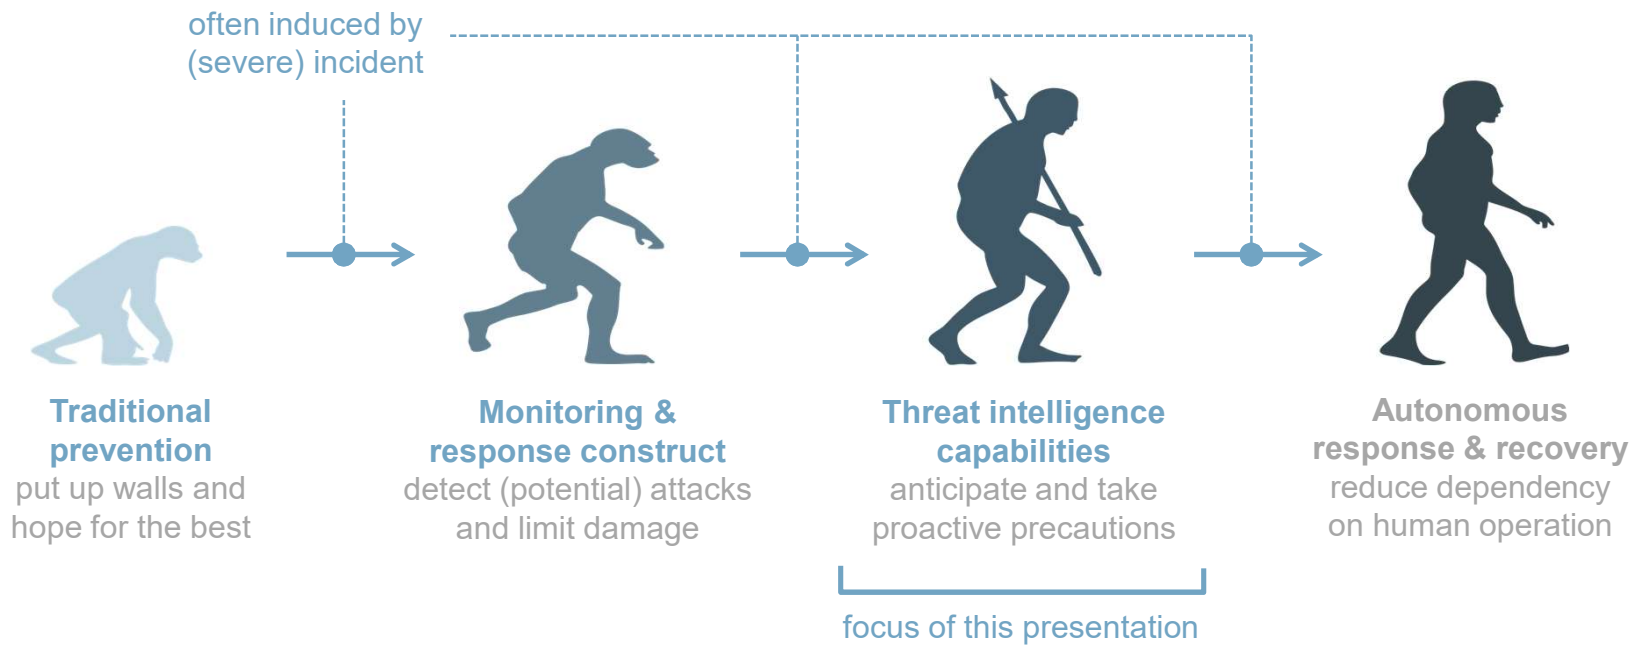 often induced by
(severe) incident
Traditional
prevention
put up walls and
hope for the best
Monitoring &
response construct
detect (potential) attacks
and limit damage
Threat intelligence
capabilities
anticipate and take
proactive precautions
Autonomous
response & recovery
reduce dependency
on human operation
focus of this presentation